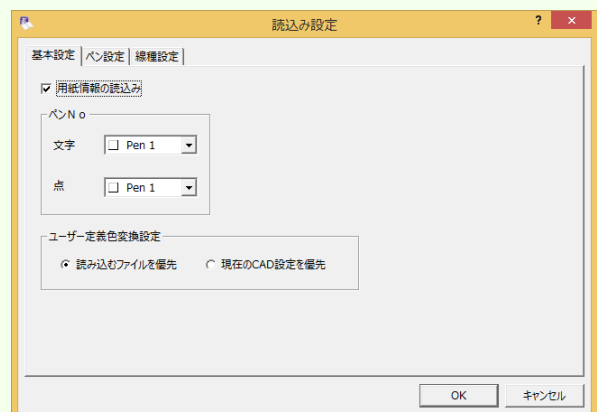 読込み設定
?
×
基本設定 ペン設定 線種設定
用紙情報の読込み
ペンNo
文字 Pen 1
点 Pen 1
ユーザー定義色変換設定
読み込むファイルを優先 現在のCAD設定を優先
OK キャンセル